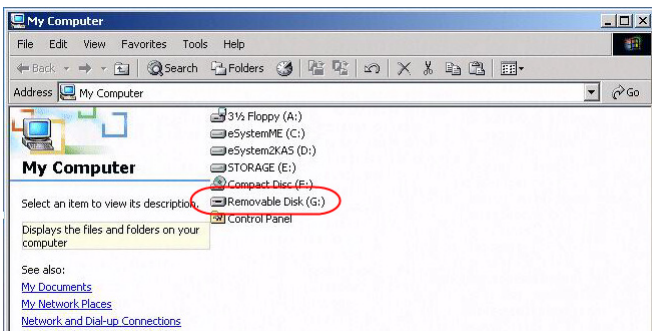 My Computer
File Edit View Favorites Tools Help
Back Search Folders
Address My Computer Go
3½ Floppy (A:)
eSystemME (C:)
eSystem2KAS (D:)
STORAGE (E:)
Compact Disc (F:)
Removable Disk (G:)
Control Panel
My Computer
Select an item to view its description.
Displays the files and folders on your
computer
See also:
My Documents
My Network Places
Network and Dial-up Connections